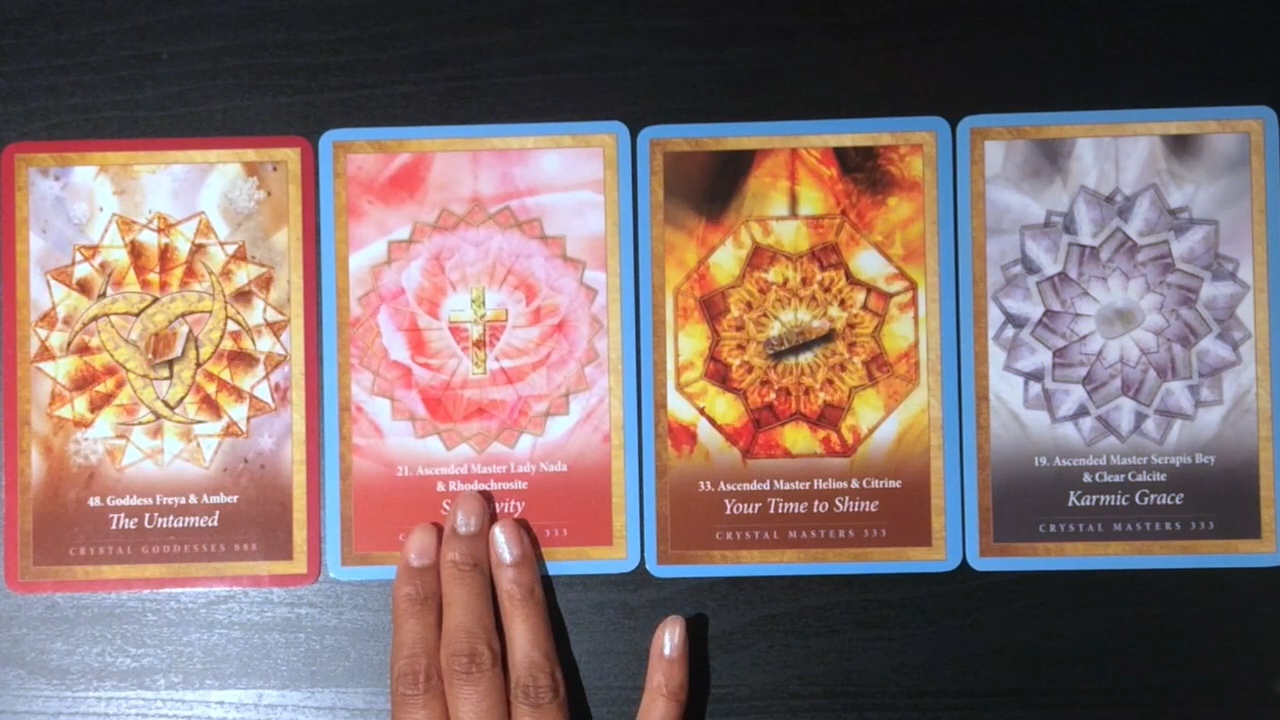 48. Goddess Freya & Amber
The Untamed
CRYSTAL GODDESSES 888
21. Ascended Master Lady Nada
& Rhodochrosite
333
33. Ascended Master Helios & Citrine
Your Time to Shine
CRYSTAL MASTERS 333
19. Ascended Master Serapis Bey
& Clear Calcite
Karmic Grace
CRYSTAL MASTERS 333